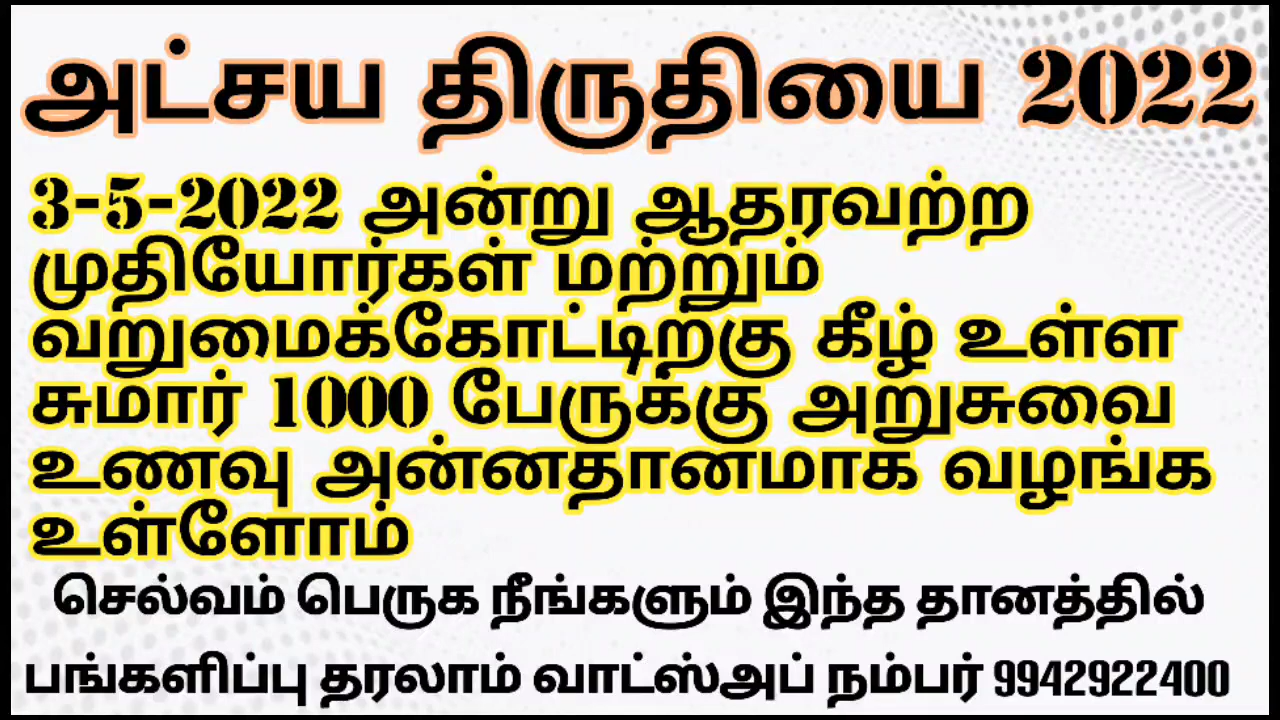 அட்சய திருதியை 2022
3-5-2022 அன்று ஆதரவற்ற
முதியோர்கள் மற்றும்
வறுமைக்கோட்டிற்கு கீழ் உள்ள
சுமார் 1000 பேருக்கு அறுசுவை
உணவு அன்னதானமாக வழங்க
உள்ளோம்
செல்வம் பெருக நீங்களும் இந்த தானத்தில்
பங்களிப்பு தரலாம் வாட்ஸ்அப் நம்பர் 9942922400